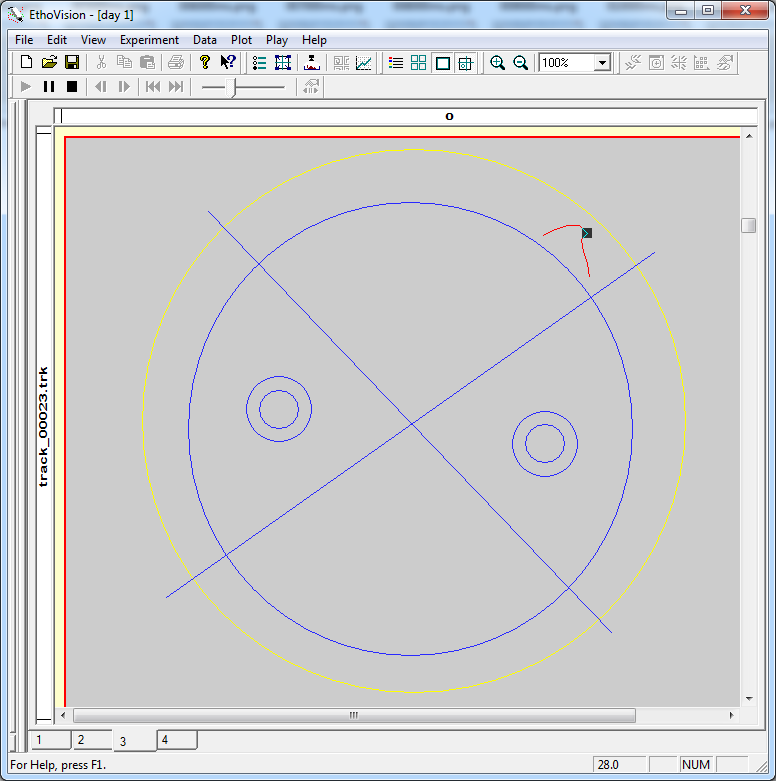 EthoVision - [day 1]
File Edit View Experiment Data Plot Play Help
100%
o
track_00023.trk
1 2 3 4
For Help, press F1.
28.0 NUM